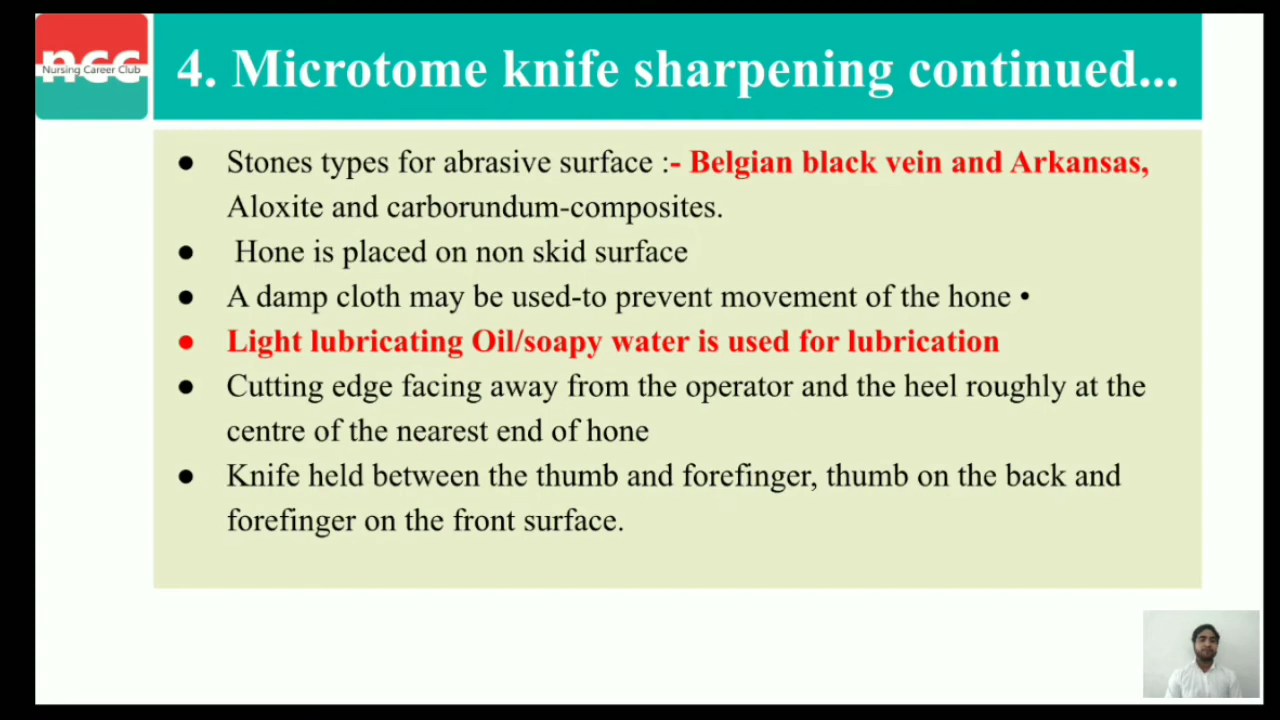 ncc
Nursing Career Club
4. Microtome knife sharpening continued...
● Stones types for abrasive surface :- Belgian black vein and Arkansas,
Aloxite and carborundum-composites.
● Hone is placed on non skid surface
● A damp cloth may be used-to prevent movement of the hone •
● Light lubricating Oil/soapy water is used for lubrication
● Cutting edge facing away from the operator and the heel roughly at the
centre of the nearest end of hone
● Knife held between the thumb and forefinger, thumb on the back and
forefinger on the front surface.